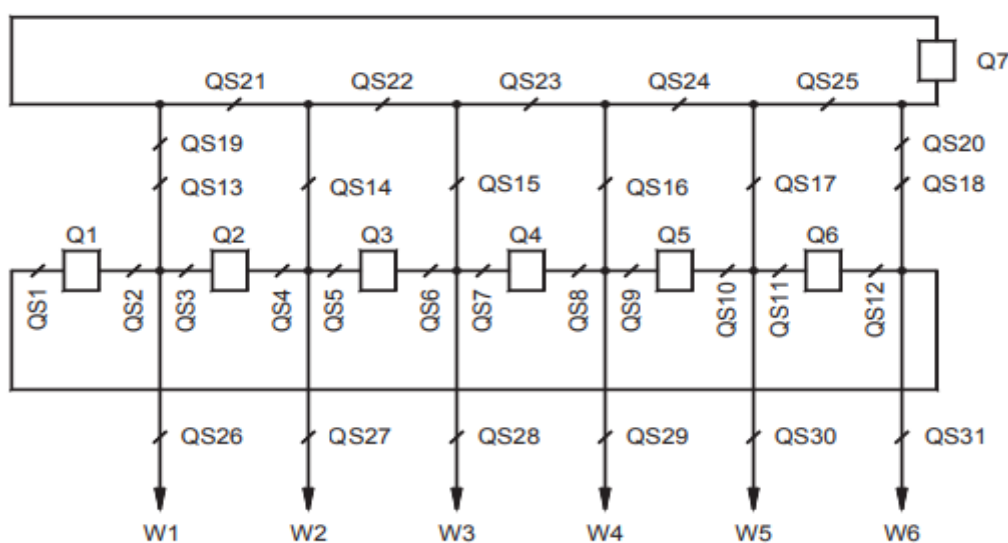 Q7
QS21 QS22 QS23 QS24 QS25
QS19 QS20
QS13 QS14 QS15 QS16 QS17 QS18
Q1 Q2 Q3 Q4 Q5 Q6
QS1 QS2 QS3 QS4 QS5 QS6 QS7 QS8 QS9 QS10 QS11 QS12
QS26 QS27 QS28 QS29 QS30 QS31
W1 W2 W3 W4 W5 W6